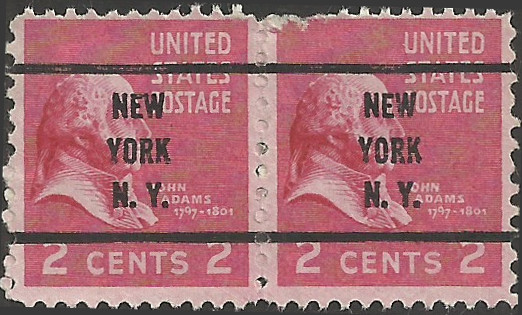 UNITED
STATES
POSTAGE
NEW
YORK
N. Y.
JOHN
ADAMS
1797-1801
2 CENTS 2
UNITED
STATES
POSTAGE
NEW
YORK
N. Y.
JOHN
ADAMS
1797-1801
2 CENTS 2